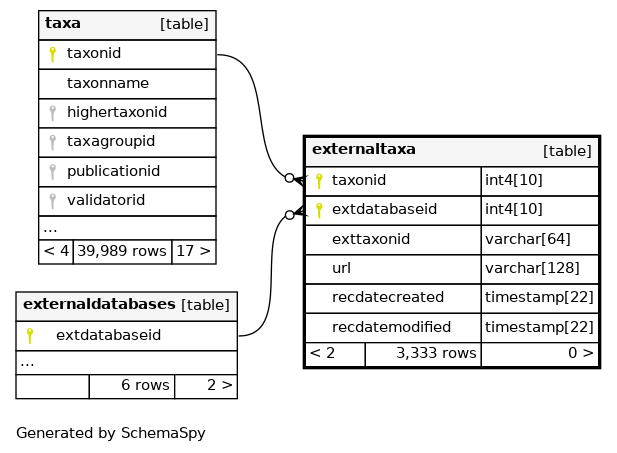 taxa [table]
taxonid
taxonname
highertaxonid
taxagroupid
publicationid
validatorid
...
< 4 39,989 rows 17 >
externaldatabases [table]
extdatabaseid
...
6 rows 2 >
externaltaxa [table]
taxonid int4[10]
extdatabaseid int4[10]
exttaxonid varchar[64]
url varchar[128]
recdatecreated timestamp[22]
recdatemodified timestamp[22]
< 2 3,333 rows 0 >
Generated by SchemaSpy